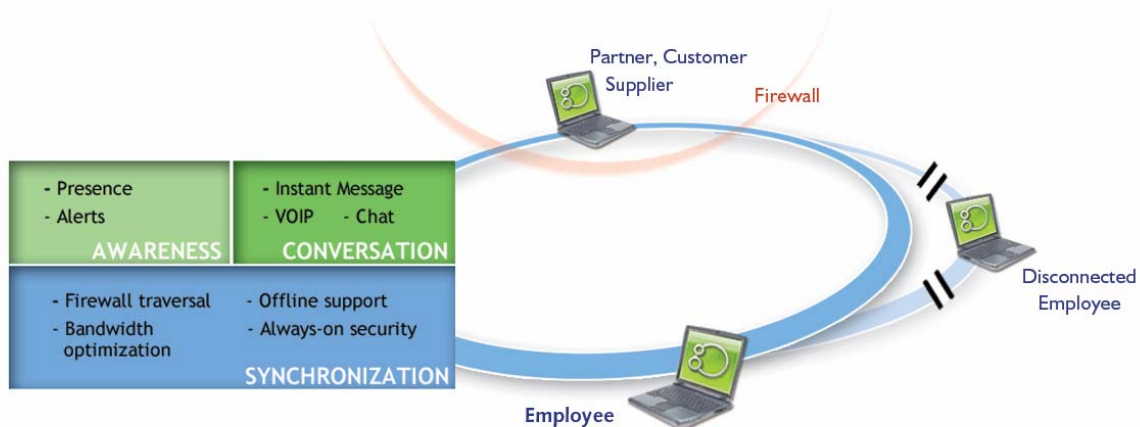 Partner, Customer
Supplier
Firewall
- Presence
- Alerts
AWARENESS
- Instant Message
- VOIP - Chat
CONVERSATION
- Firewall traversal
- Bandwidth
optimization
- Offline support
- Always-on security
SYNCHRONIZATION
Disconnected
Employee
Employee